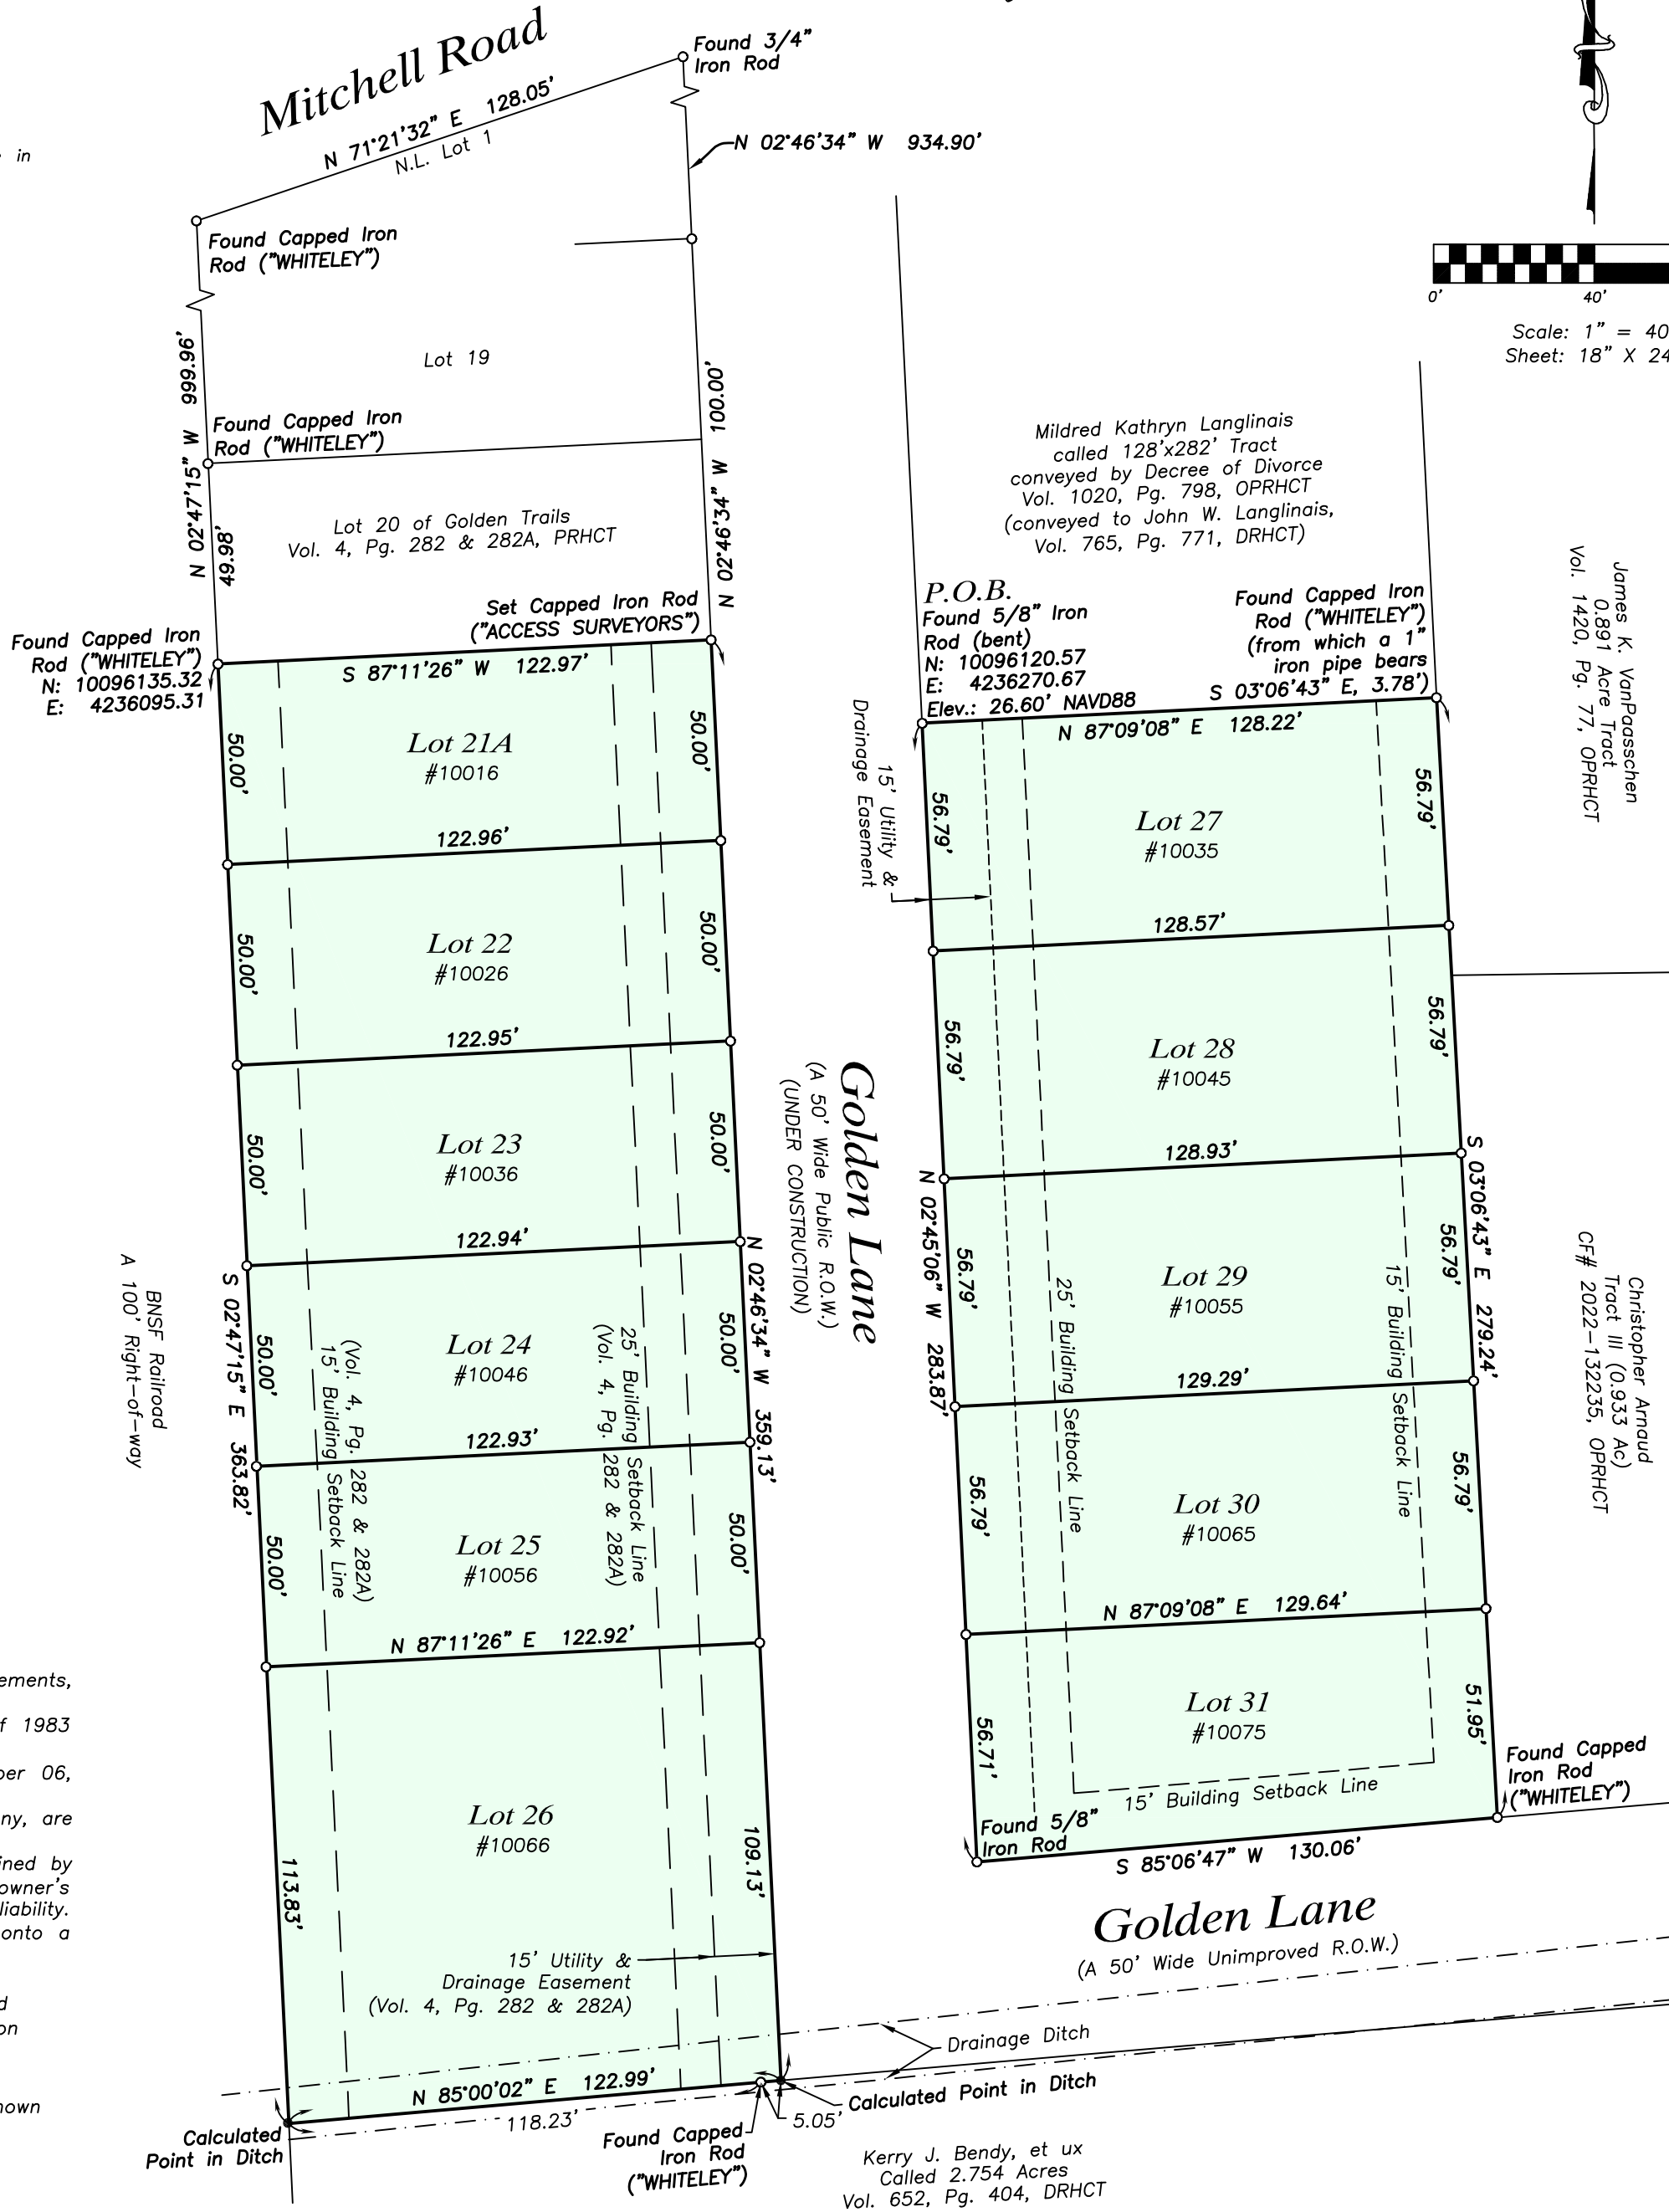 Mitchell Road
N 71°21'32" E 128.05'
N.L. Lot 1
Found 3/4"
Iron Rod
N 02°46'34" W 934.90'
in
Found Capped Iron
Rod ("WHITELEY")
N 02°47'15" W 999.96'
Lot 19
N 02°46'34" W 100.00'
Found Capped Iron
Rod ("WHITELEY")
49.98'
Lot 20 of Golden Trails
Vol. 4, Pg. 282 & 282A, PRHCT
Set Capped Iron Rod
("ACCESS SURVEYORS")
Found Capped Iron
Rod ("WHITELEY")
N: 10096135.32
E: 4236095.31
S 87°11'26" W 122.97'
50.00'
Lot 21A
#10016
50.00'
122.96'
50.00'
Lot 22
#10026
50.00'
122.95'
50.00'
Lot 23
#10036
50.00'
122.94'
50.00'
Lot 24
#10046
50.00'
122.93'
50.00'
Lot 25
#10056
50.00'
N 87°11'26" E 122.92'
S 02°47'15" E 363.82'
N 02°46'34" W 359.13'
(Vol. 4, Pg. 282 & 282A)
15' Building Setback Line
25' Building Setback Line
(Vol. 4, Pg. 282 & 282A)
BNSF Railroad
A 100' Right-of-way
113.83'
Lot 26
#10066
109.13'
15' Utility &
Drainage Easement
(Vol. 4, Pg. 282 & 282A)
N 85°00'02" E 122.99'
118.23'
5.05'
Calculated
Point in Ditch
Found Capped
Iron Rod
("WHITELEY")
Calculated Point in Ditch
Drainage Ditch
Kerry J. Bendy, et ux
Called 2.754 Acres
Vol. 652, Pg. 404, DRHCT
Golden Lane
(A 50' Wide Public R.O.W.)
(UNDER CONSTRUCTION)
0'
40'
Scale: 1" = 40
Sheet: 18" X 24
Mildred Kathryn Langlinais
called 128'x282' Tract
conveyed by Decree of Divorce
Vol. 1020, Pg. 798, OPRHCT
(conveyed to John W. Langlinais,
Vol. 765, Pg. 771, DRHCT)
James K. VanPaasschen
0.891 Acre Tract
Vol. 1420, Pg. 77, OPRHCT
P.O.B.
Found 5/8" Iron
Rod (bent)
N: 10096120.57
E: 4236270.67
Elev.: 26.60' NAVD88
Found Capped Iron
Rod ("WHITELEY")
(from which a 1"
iron pipe bears
S 03°06'43" E, 3.78')
N 87°09'08" E 128.22'
15' Utility &
Drainage Easement
56.79'
Lot 27
#10035
56.79'
128.57'
56.79'
Lot 28
#10045
56.79'
128.93'
56.79'
Lot 29
#10055
56.79'
129.29'
56.79'
Lot 30
#10065
56.79'
N 87°09'08" E 129.64'
56.71'
Lot 31
#10075
51.95'
N 02°45'06" W 283.87'
S 03°06'43" E 279.24'
25' Building Setback Line
15' Building Setback Line
15' Building Setback Line
Christopher Arnaud
Tract III (0.933 Ac)
CF# 2022-132235, OPRHCT
Found 5/8"
Iron Rod
S 85°06'47" W 130.06'
Found Capped
Iron Rod
("WHITELEY")
Golden Lane
(A 50' Wide Unimproved R.O.W.)
ements,
f 1983
ber 06,
ny, are
ined by
owner's
liability.
onto a
d
on
nown